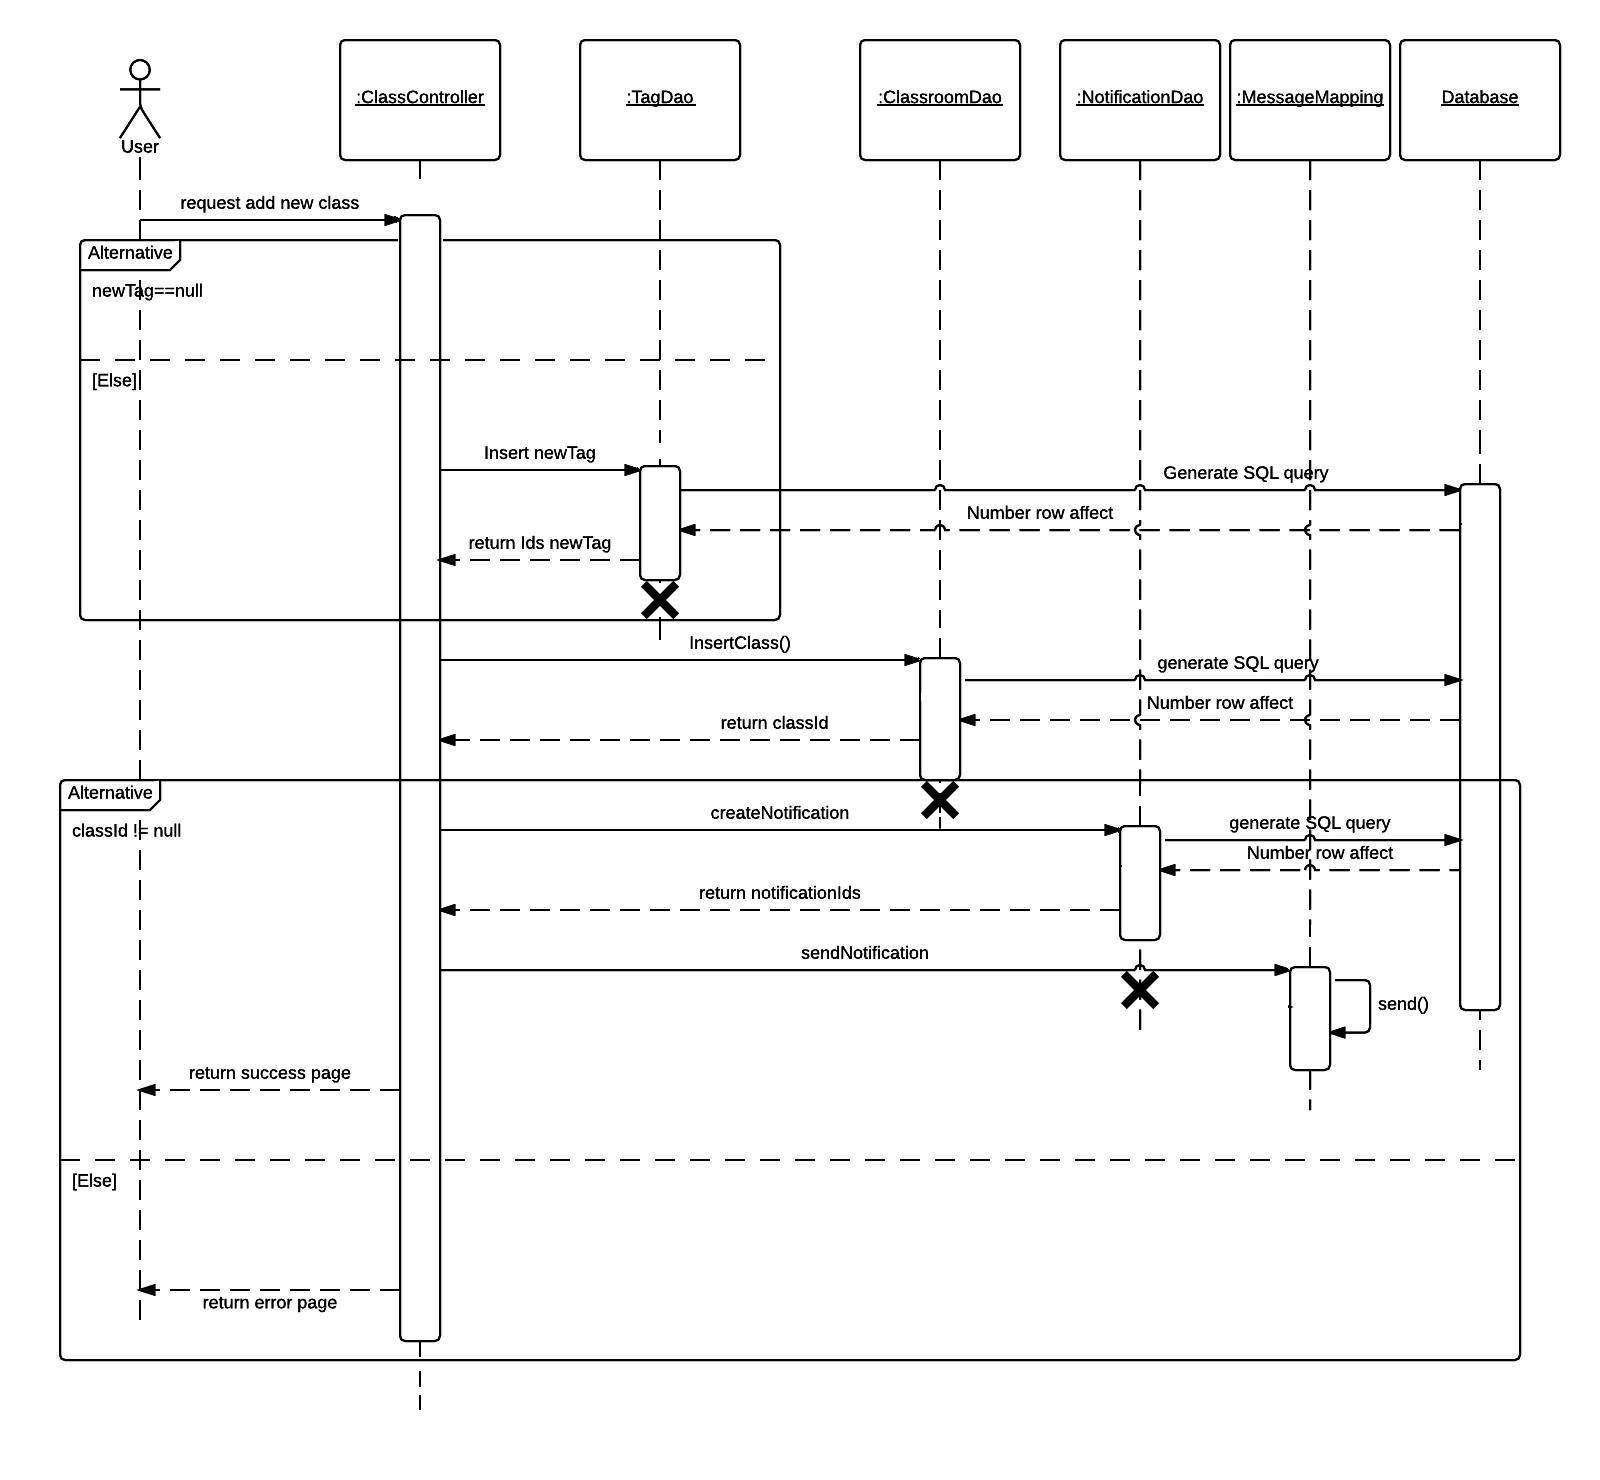 User
:ClassController
:TagDao
:ClassroomDao
:NotificationDao
:MessageMapping
Database
request add new class
Alternative
newTag==null
[Else]
Insert newTag
Generate SQL query
Number row affect
return Ids newTag
InsertClass()
generate SQL query
Number row affect
return classId
Alternative
classId != null
createNotification
generate SQL query
Number row affect
return notificationIds
sendNotification
send()
return success page
[Else]
return error page